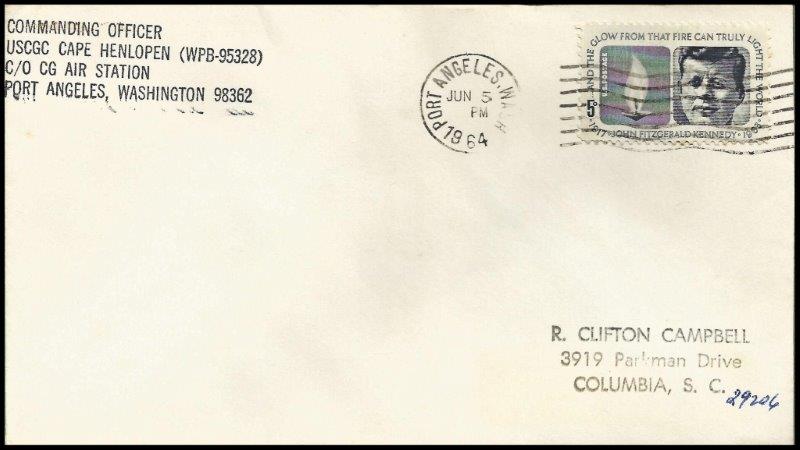 COMMANDING OFFICER
USCGC CAPE HENLOPEN (WPB-95328)
C/O CG AIR STATION
PORT ANGELES, WASHINGTON 98362
PORT ANGELES, WASH
JUN 5
PM
1964
...AND THE GLOW FROM THAT FIRE CAN TRULY LIGHT THE WORLD
U.S. POSTAGE
5c
1917 · JOHN FITZGERALD KENNEDY · 1963
R. CLIFTON CAMPBELL
3919 Parkman Drive
COLUMBIA, S. C.
29206